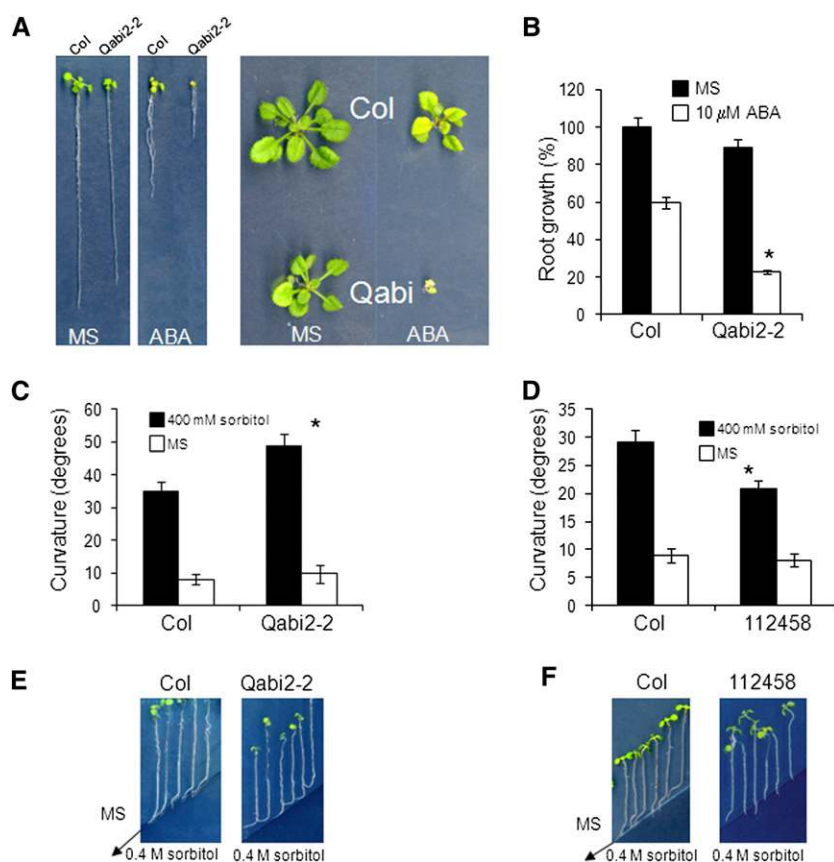 A
Col
Qabi2-2
Col
Qabi2-2
MS
ABA
Col
Qabi
MS
ABA
B
Root growth (%)
120
100
80
60
40
20
0
MS
10 μM ABA
*
Col
Qabi2-2
C
Curvature (degrees)
60
50
40
30
20
10
0
400 mM sorbitol
MS
*
Col
Qabi2-2
D
Curvature (degrees)
35
30
25
20
15
10
5
0
400 mM sorbitol
MS
*
Col
112458
E
Col
Qabi2-2
MS
0.4 M sorbitol
0.4 M sorbitol
F
Col
112458
MS
0.4 M sorbitol
0.4 M sorbitol